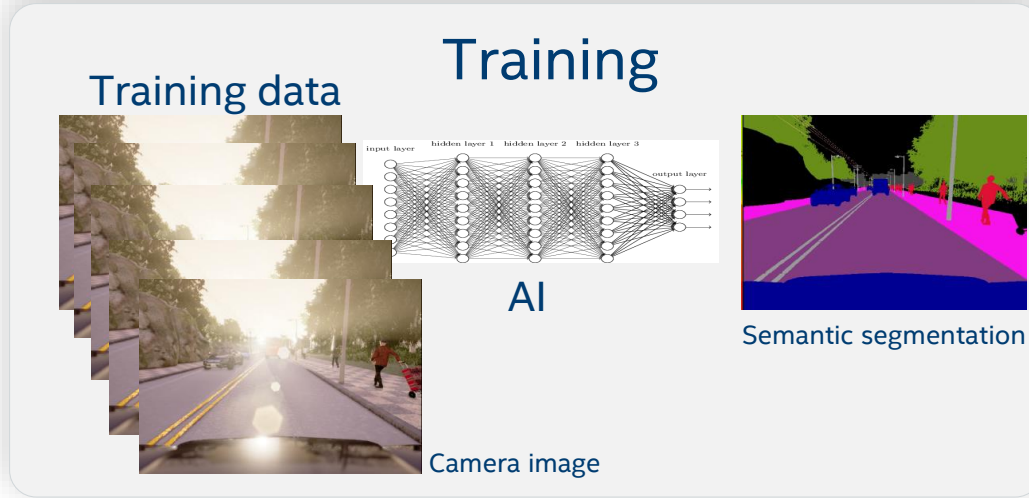 Training
Training data
input layer
hidden layer 1 hidden layer 2 hidden layer 3
output layer
AI
Semantic segmentation
Camera image